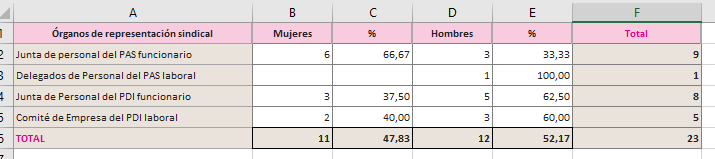 A B C D E F
1 Órganos de representación sindical Mujeres % Hombres % Total
2 Junta de personal del PAS funcionario 6 66,67 3 33,33 9
3 Delegados de Personal del PAS laboral 1 100,00 1
4 Junta de Personal del PDI funcionario 3 37,50 5 62,50 8
5 Comité de Empresa del PDI laboral 2 40,00 3 60,00 5
6 TOTAL 11 47,83 12 52,17 23